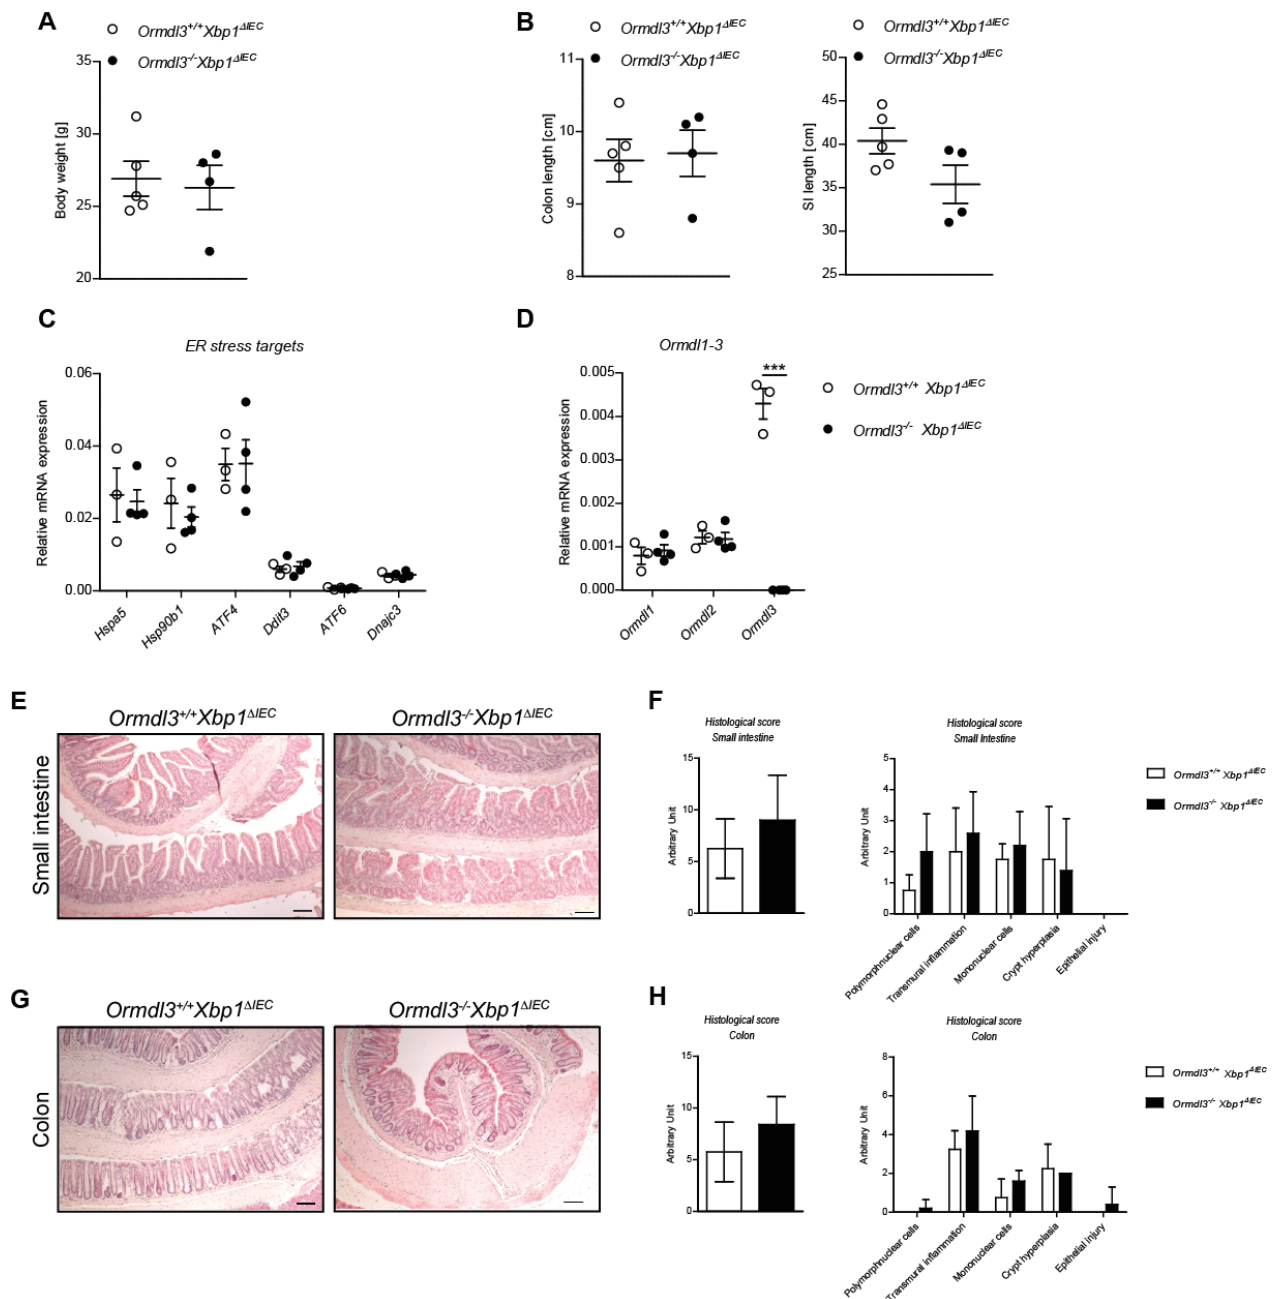 A
Ormdl3+/+Xbp1ΔIEC
Ormdl3-/-Xbp1ΔIEC
35
30
25
20
Body weight [g]
B
Ormdl3+/+Xbp1ΔIEC
Ormdl3-/-Xbp1ΔIEC
11
10
9
8
Colon length [cm]
Ormdl3+/+Xbp1ΔIEC
Ormdl3-/-Xbp1ΔIEC
50
45
40
35
30
25
SI length [cm]
C
ER stress targets
0.06
0.04
0.02
0.00
Relative mRNA expression
Hspa5
Hsp90b1
ATF4
Ddit3
ATF6
Dnajc3
D
Ormdl1-3
***
0.005
0.004
0.003
0.002
0.001
0.000
Relative mRNA expression
Ormdl1
Ormdl2
Ormdl3
Ormdl3+/+ Xbp1ΔIEC
Ormdl3-/- Xbp1ΔIEC
E
Ormdl3+/+Xbp1ΔIEC
Ormdl3-/-Xbp1ΔIEC
Small intestine
F
Histological score
Small intestine
15
10
5
0
Arbitrary Unit
Histological score
Small Intestine
5
4
3
2
1
0
Arbitrary Unit
Polymorphnuclear cells
Transmural inflammation
Mononuclear cells
Crypt hyperplasia
Epithelial injury
Ormdl3+/+ Xbp1ΔIEC
Ormdl3-/- Xbp1ΔIEC
G
Ormdl3+/+Xbp1ΔIEC
Ormdl3-/-Xbp1ΔIEC
Colon
H
Histological score
Colon
15
10
5
0
Arbitrary Unit
Histological score
Colon
8
6
4
2
0
Arbitrary Unit
Polymorphnuclear cells
Transmural inflammation
Mononuclear cells
Crypt hyperplasia
Epithelial injury
Ormdl3+/+ Xbp1ΔIEC
Ormdl3-/- Xbp1ΔIEC